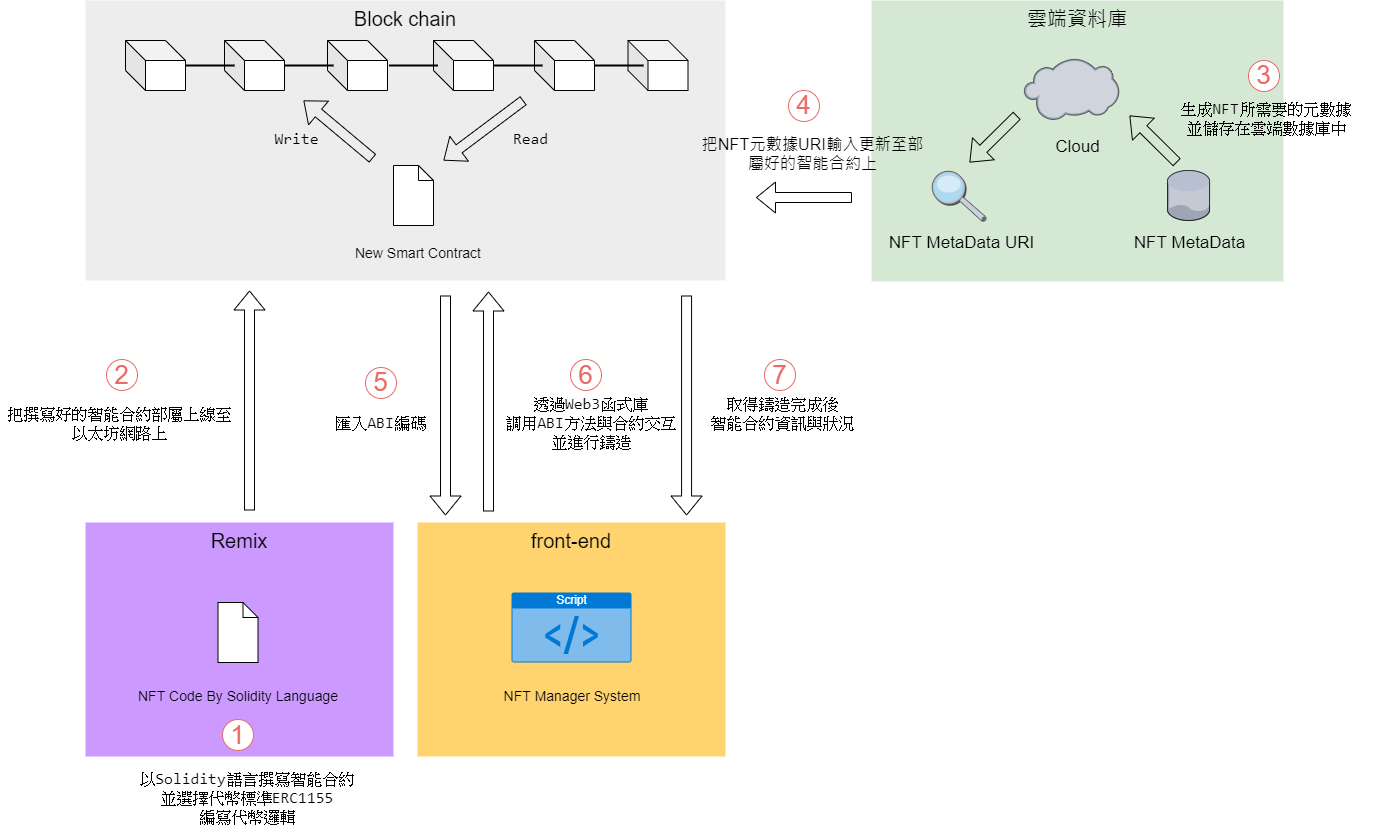 Block chain
Write
Read
New Smart Contract
雲端資料庫
Cloud
NFT MetaData URI
NFT MetaData
③
生成NFT所需要的元數據
並儲存在雲端數據庫中
④
把NFT元數據URI輸入更新至部
屬好的智能合約上
②
把撰寫好的智能合約部屬上線至
以太坊網路上
⑤
匯入ABI編碼
⑥
透過Web3函式庫
調用ABI方法與合約交互
並進行鑄造
⑦
取得鑄造完成後
智能合約資訊與狀況
Remix
NFT Code By Solidity Language
①
以Solidity語言撰寫智能合約
並選擇代幣標準ERC1155
編寫代幣邏輯
front-end
Script
</>
NFT Manager System